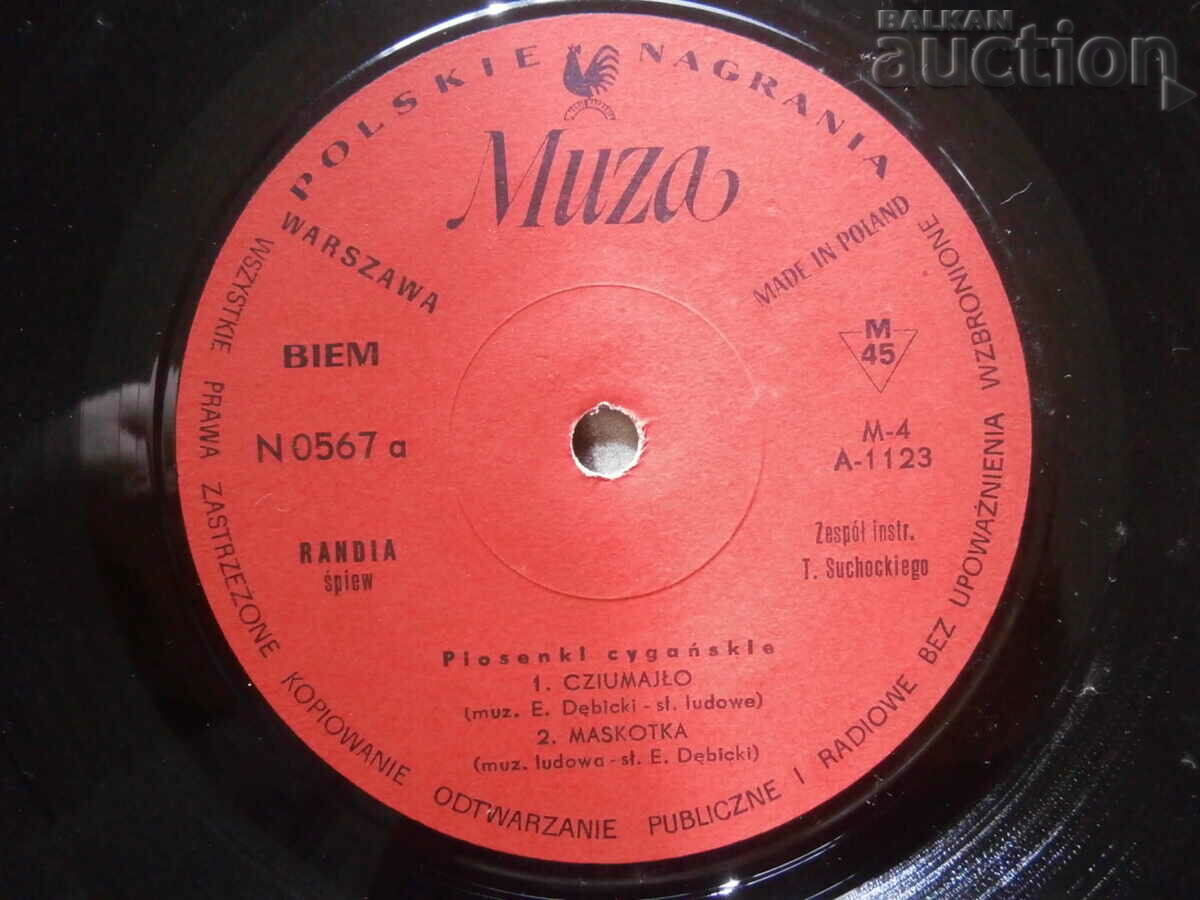 BALKAN
auction
POLSKIE NAGRANIA
Muza
WARSZAWA
MADE IN POLAND
BIEM
M
45
N 0567 a
M-4
A-1123
RANDIA
śpiew
Zespół instr.
T. Suchockiego
Piosenki cygańskie
1. CZIUMAJŁO
(muz. E. Dębicki - sł. ludowe)
2. MASKOTKA
(muz. ludowa - sł. E. Dębicki)
WSZYSTKIE PRAWA ZASTRZEŻONE KOPIOWANIE ODTWARZANIE PUBLICZNE I RADIOWE BEZ UPOWAŻNIENIA WZBRONIONE